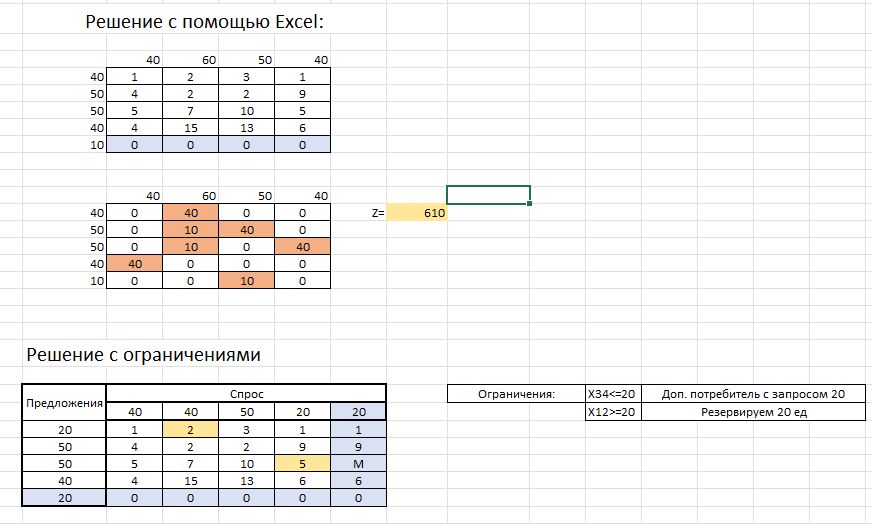 Решение с помощью Excel:
40 60 50 40
40 1 2 3 1
50 4 2 2 9
50 5 7 10 5
40 4 15 13 6
10 0 0 0 0
40 60 50 40
40 0 40 0 0 Z= 610
50 0 10 40 0
50 0 10 0 40
40 40 0 0 0
10 0 0 10 0
Решение с ограничениями
Предложения Спрос
40 40 50 20 20
20 1 2 3 1 1
50 4 2 2 9 9
50 5 7 10 5 М
40 4 15 13 6 6
20 0 0 0 0 0
Ограничения: X34<=20 Доп. потребитель с запросом 20
X12>=20 Резервируем 20 ед